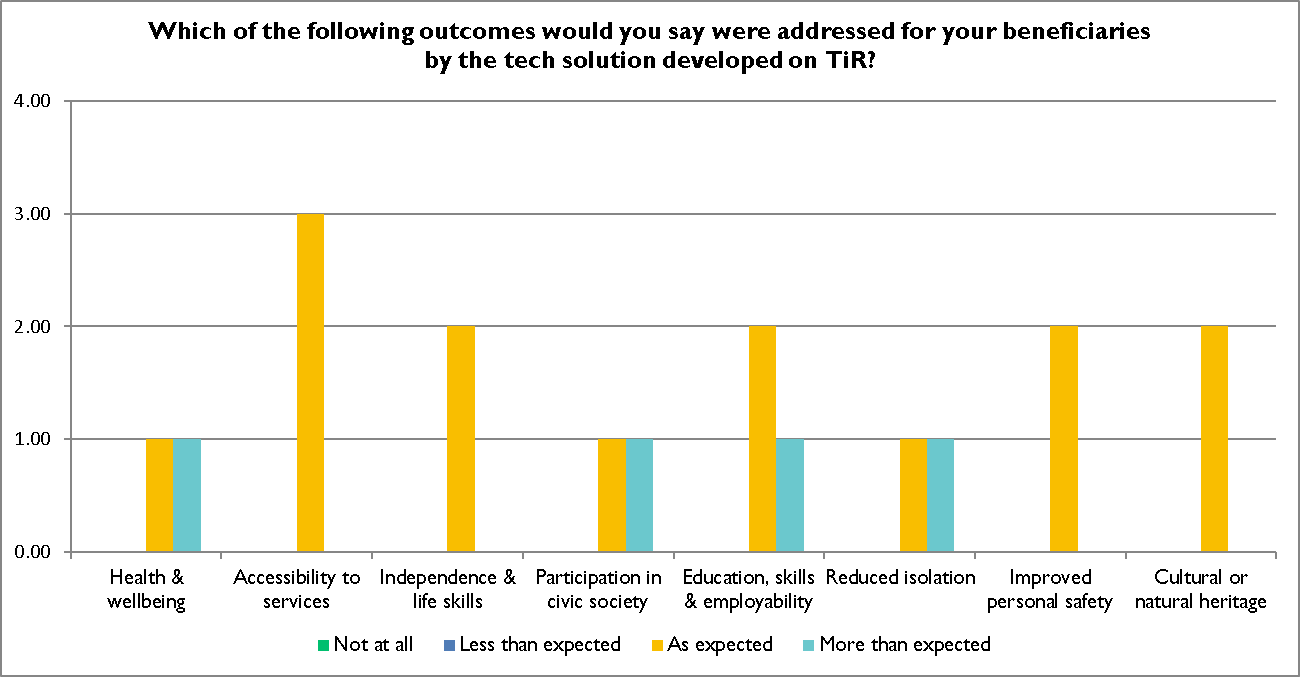 Which of the following outcomes would you say were addressed for your beneficiaries
by the tech solution developed on TiR?
4.00
3.00
2.00
1.00
0.00
Health &
wellbeing
Accessibility to
services
Independence &
life skills
Participation in
civic society
Education, skills
& employability
Reduced isolation
Improved
personal safety
Cultural or
natural heritage
Not at all
Less than expected
As expected
More than expected